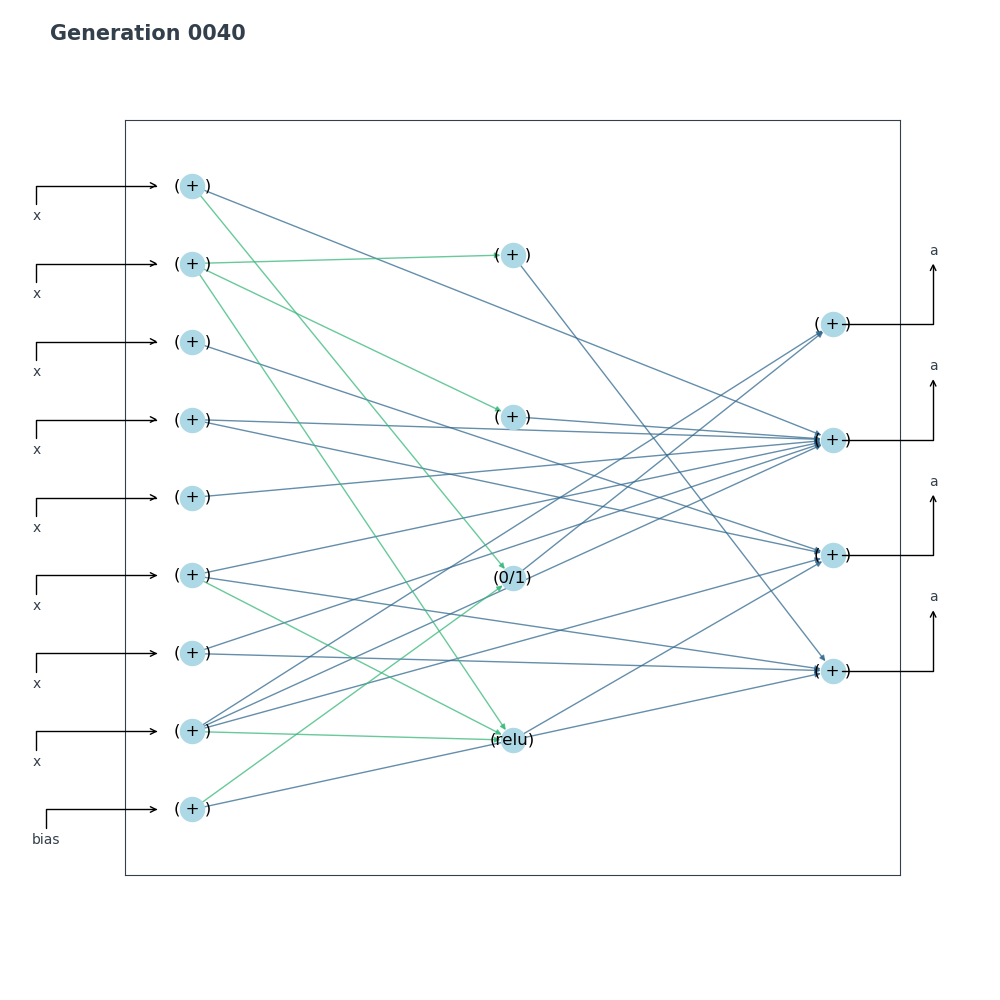 Generation 0040
x
x
x
x
x
x
x
x
bias
( + )
( + )
( + )
( + )
( + )
( + )
( + )
( + )
( + )
( + )
( + )
(0/1)
(relu)
( + )
( + )
( + )
( + )
a
a
a
a